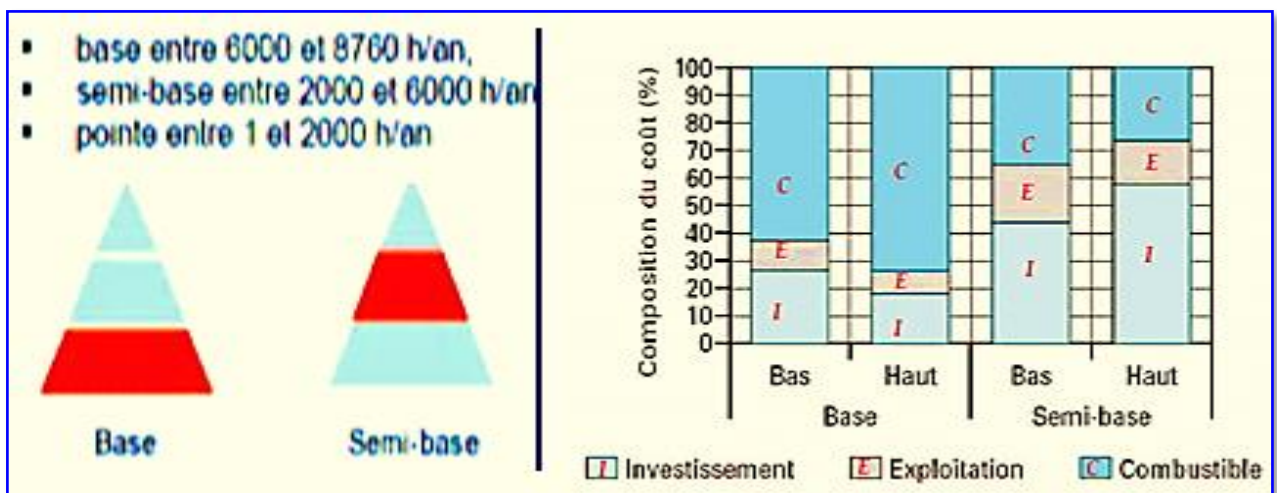 ▪ base entre 6000 et 8760 h/an,
▪ semi-base entre 2000 et 6000 h/an
▪ pointe entre 1 et 2000 h/an
Base
Semi-base
Composition du coût (%)
100
90
80
70
60
50
40
30
20
10
0
C
E
I
C
E
I
C
E
I
C
E
I
Bas Haut Bas Haut
Base Semi-base
I Investissement E Exploitation C Combustible